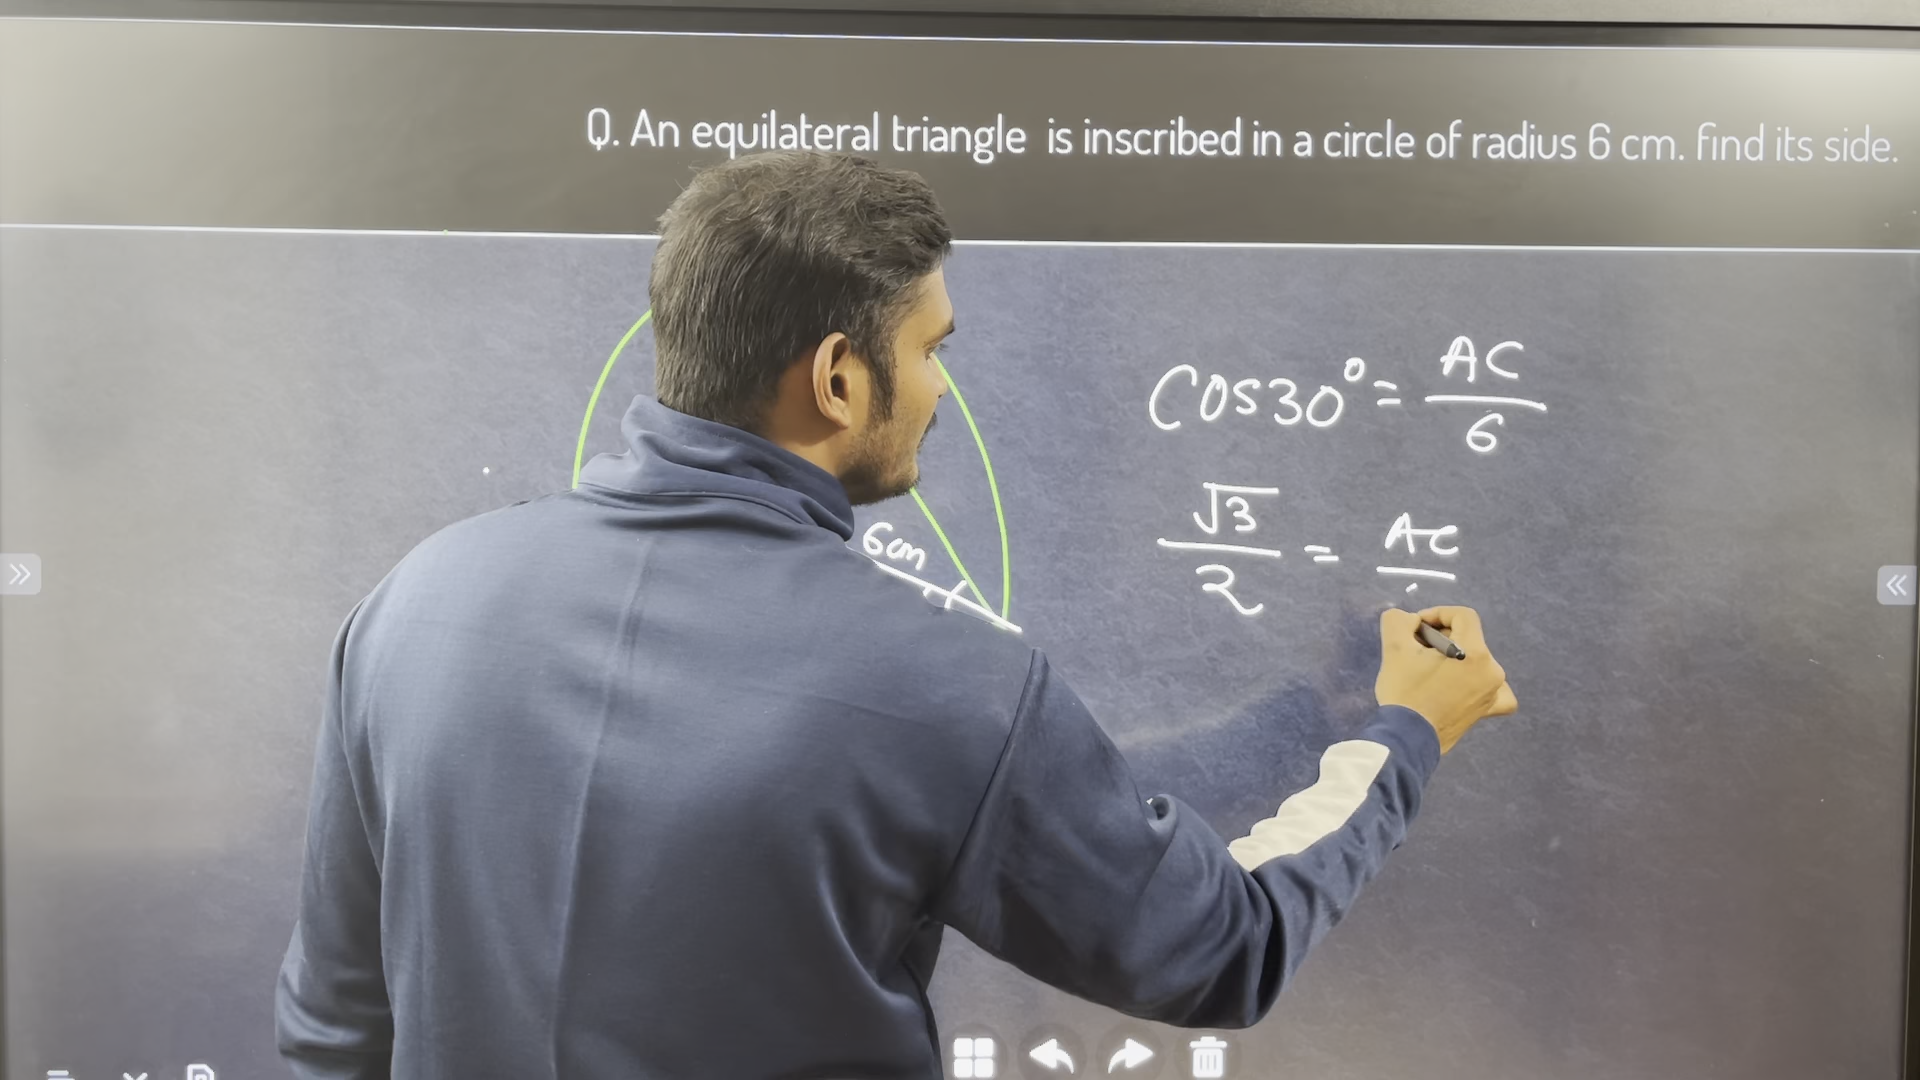 Q. An equilateral triangle is inscribed in a circle of radius 6 cm. find its side.
cos30° = AC/6
√3/2 = AC/
6cm